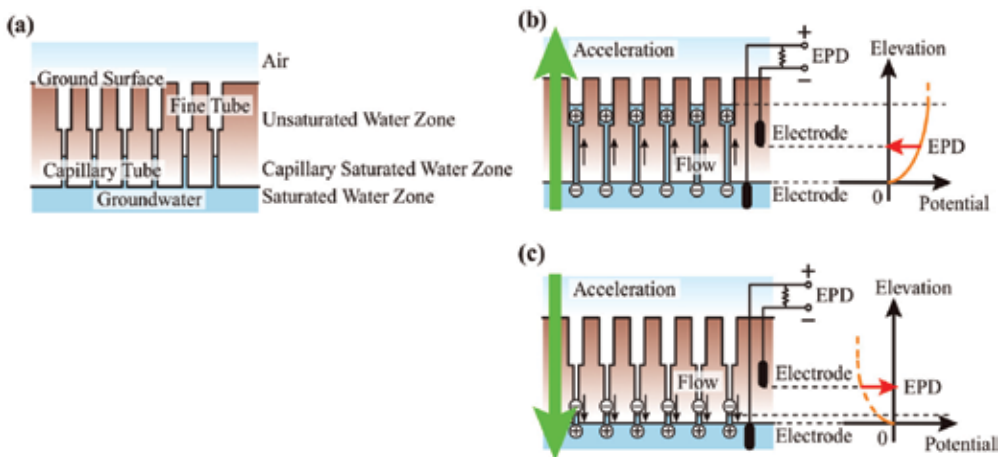 (a)
Air
Ground Surface
Fine Tube
Unsaturated Water Zone
Capillary Tube
Capillary Saturated Water Zone
Groundwater
Saturated Water Zone
(b)
Acceleration
+
EPD
−
Elevation
Electrode
EPD
Flow
Electrode
0
Potential
(c)
Acceleration
+
EPD
−
Elevation
Flow
Electrode
EPD
Electrode
0
Potential